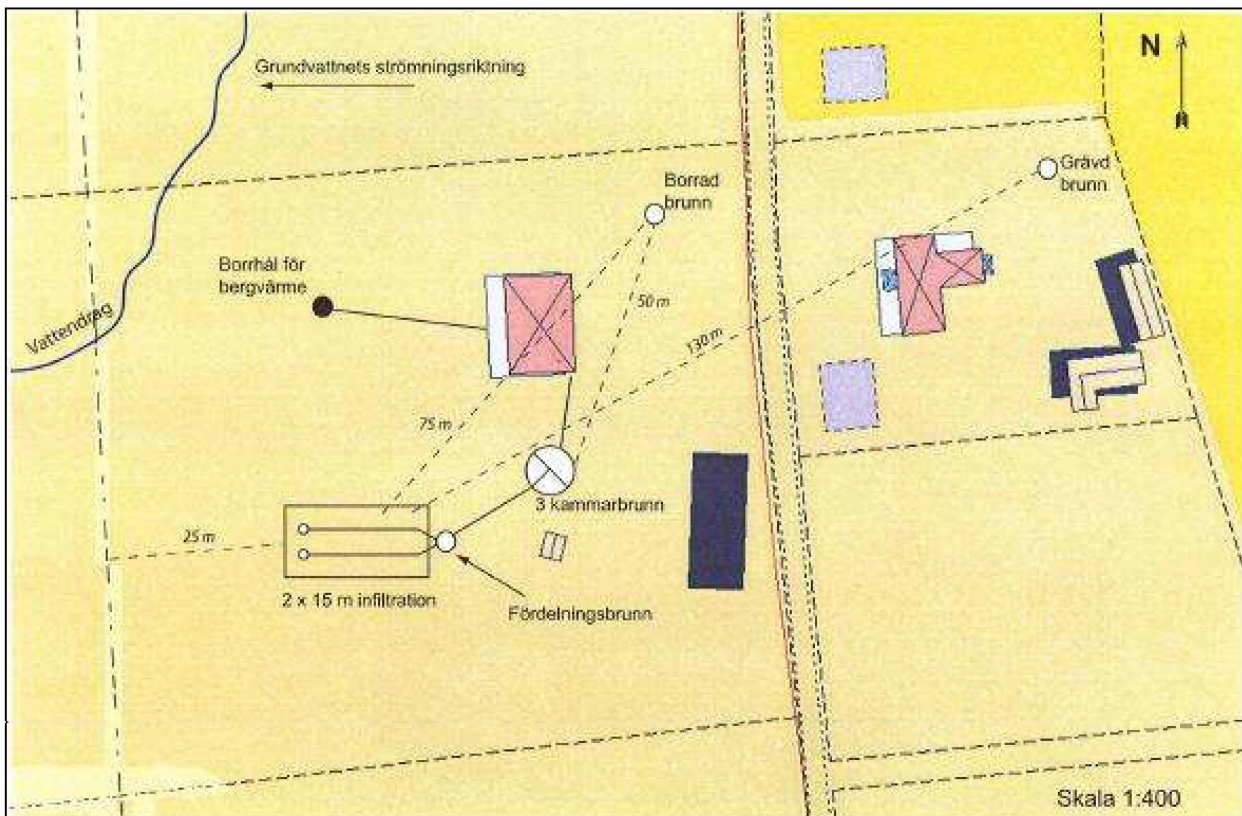 Grundvattnets strömningsriktning
N
Borrad
brunn
Grävd
brunn
Borrhål för
bergvärme
Vattendrag
50 m
130 m
75 m
3 kammarbrunn
25 m
2 x 15 m infiltration
Fördelningsbrunn
Skala 1:400